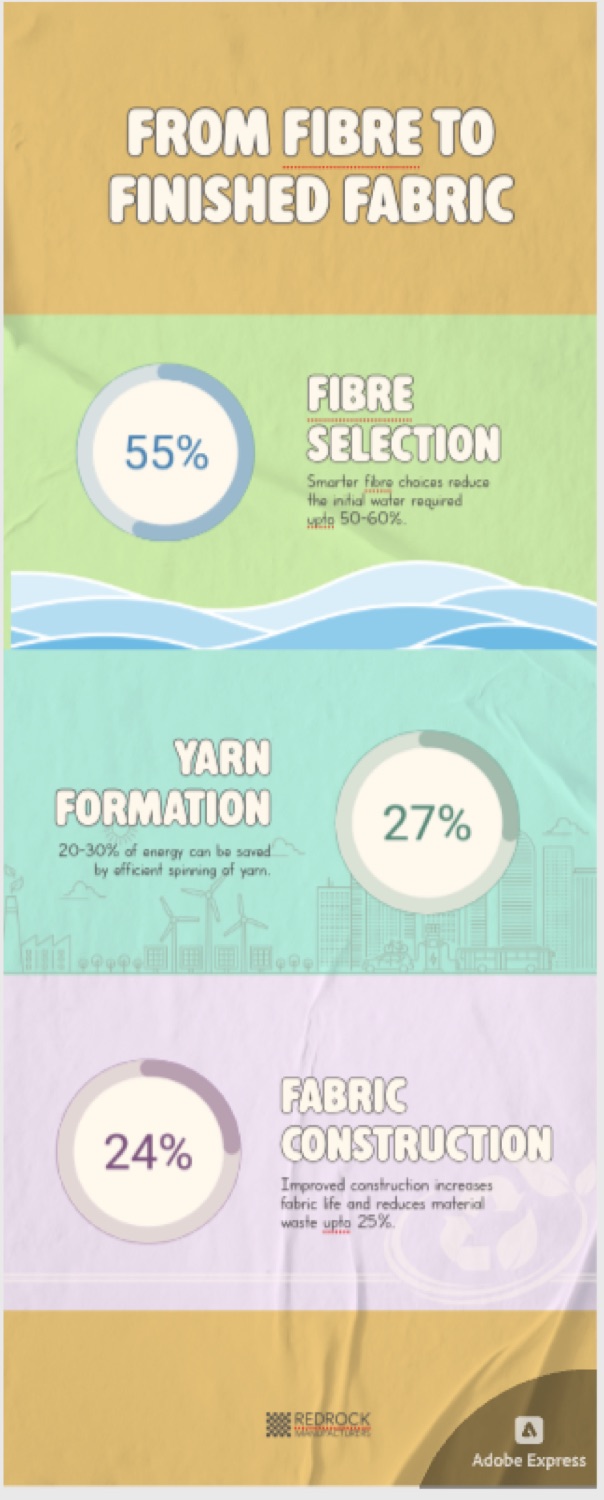 FROM FIBRE TO
FINISHED FABRIC
55%
FIBRE
SELECTION
Smarter fibre choices reduce
the initial water required
upto 50-60%.
YARN
FORMATION
20-30% of energy can be saved
by efficient spinning of yarn.
27%
24%
FABRIC
CONSTRUCTION
Improved construction increases
fabric life and reduces material
waste upto 25%.
REDROCK
MANUFACTURERS
Adobe Express